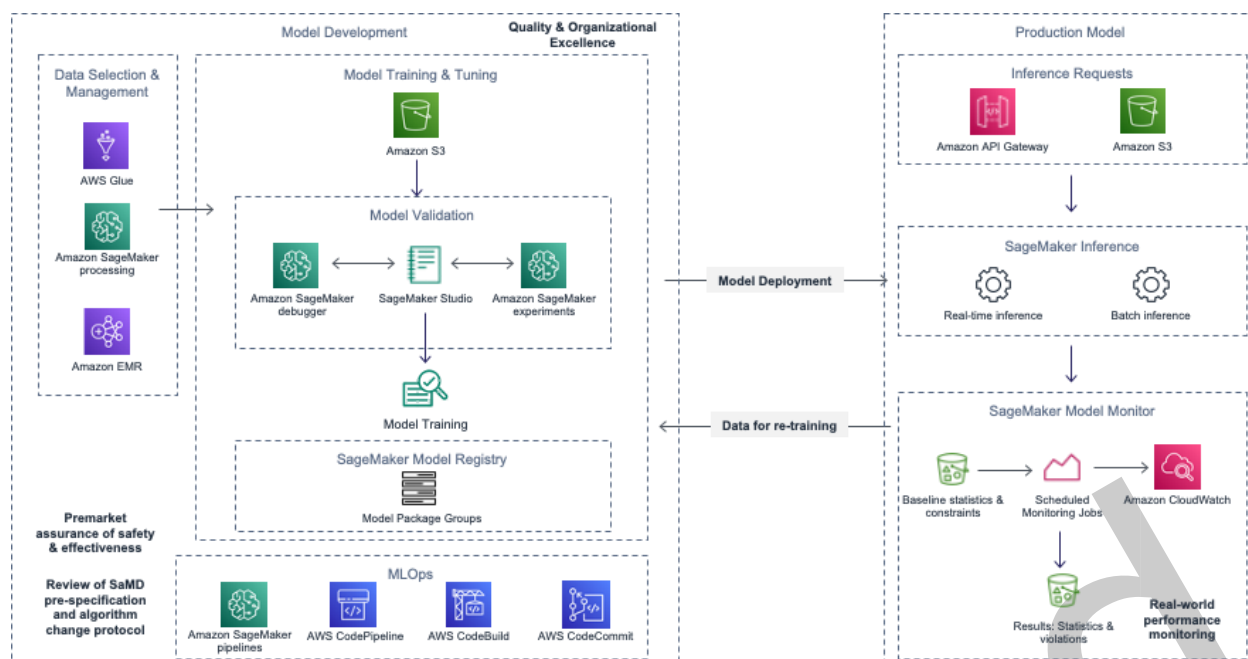 Model Development
Quality & Organizational
Excellence
Data Selection &
Management
AWS Glue
Amazon SageMaker
processing
Amazon EMR
Model Training & Tuning
Amazon S3
Model Validation
Amazon SageMaker
debugger
SageMaker Studio
Amazon SageMaker
experiments
Model Training
SageMaker Model Registry
Model Package Groups
Premarket
assurance of safety
& effectiveness
Review of SaMD
pre-specification
and algorithm
change protocol
MLOps
Amazon SageMaker
pipelines
AWS CodePipeline
AWS CodeBuild
AWS CodeCommit
Model Deployment
Data for re-training
Production Model
Inference Requests
Amazon API Gateway
Amazon S3
SageMaker Inference
Real-time inference
Batch inference
SageMaker Model Monitor
Baseline statistics &
constraints
Scheduled
Monitoring Jobs
Amazon CloudWatch
Results: Statistics &
violations
Real-world
performance
monitoring